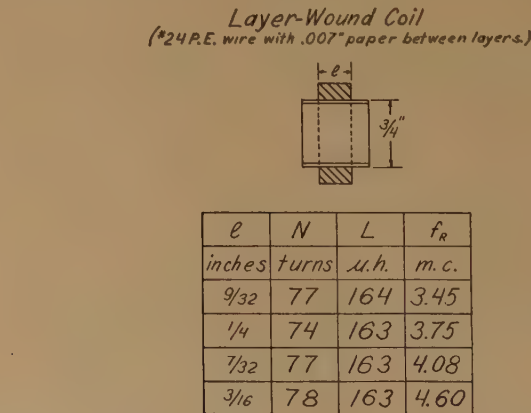 Layer-Wound Coil
(#24 P.E. wire with .007" paper between layers.)
ℓ
3/4"
ℓ N L fR
inches turns μ.h. m.c.
9/32 77 164 3.45
1/4 74 163 3.75
7/32 77 163 4.08
3/16 78 163 4.60